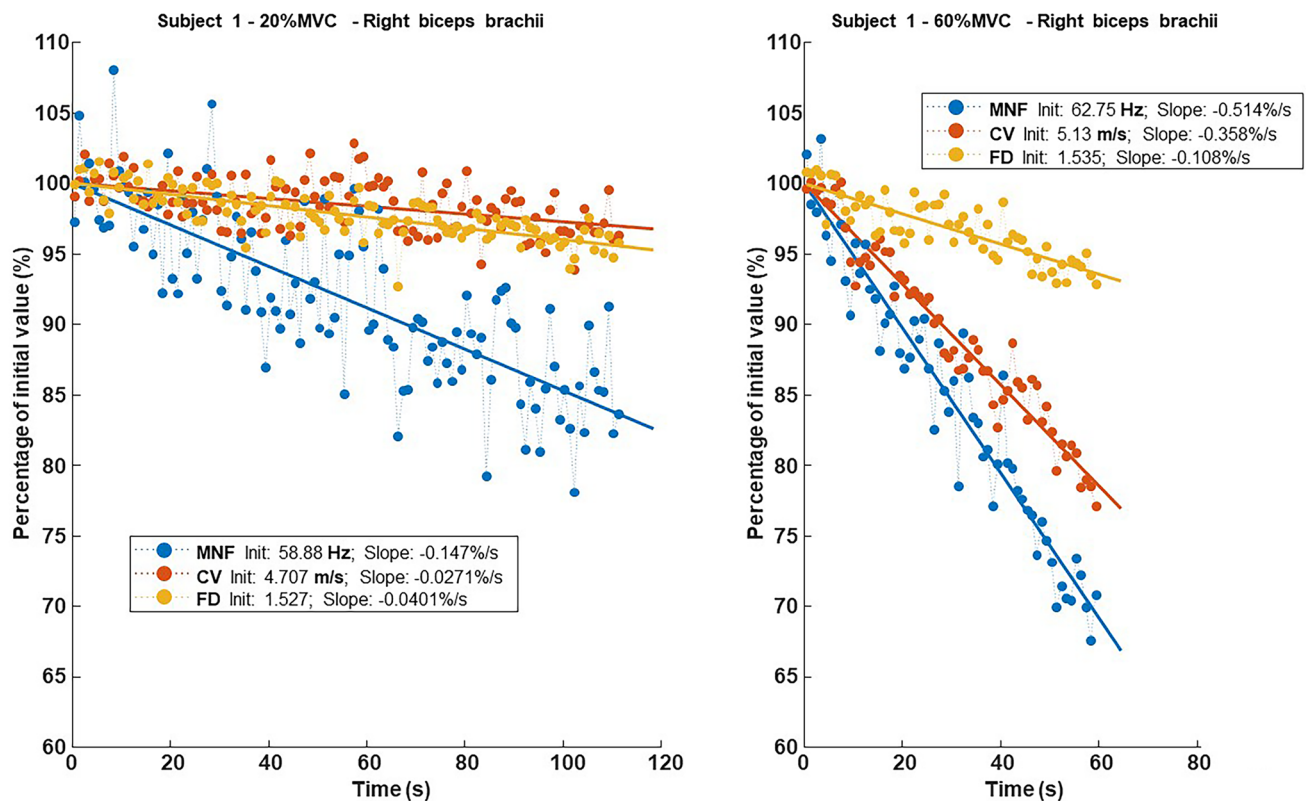 Subject 1 - 20%MVC - Right biceps brachii
Percentage of initial value (%)
110
105
100
95
90
85
80
75
70
65
60
MNF Init: 58.88 Hz; Slope: -0.147%/s
CV Init: 4.707 m/s; Slope: -0.0271%/s
FD Init: 1.527; Slope: -0.0401%/s
0 20 40 60 80 100 120
Time (s)
Subject 1 - 60%MVC - Right biceps brachii
Percentage of initial value (%)
110
105
100
95
90
85
80
75
70
65
60
MNF Init: 62.75 Hz; Slope: -0.514%/s
CV Init: 5.13 m/s; Slope: -0.358%/s
FD Init: 1.535; Slope: -0.108%/s
0 20 40 60 80
Time (s)